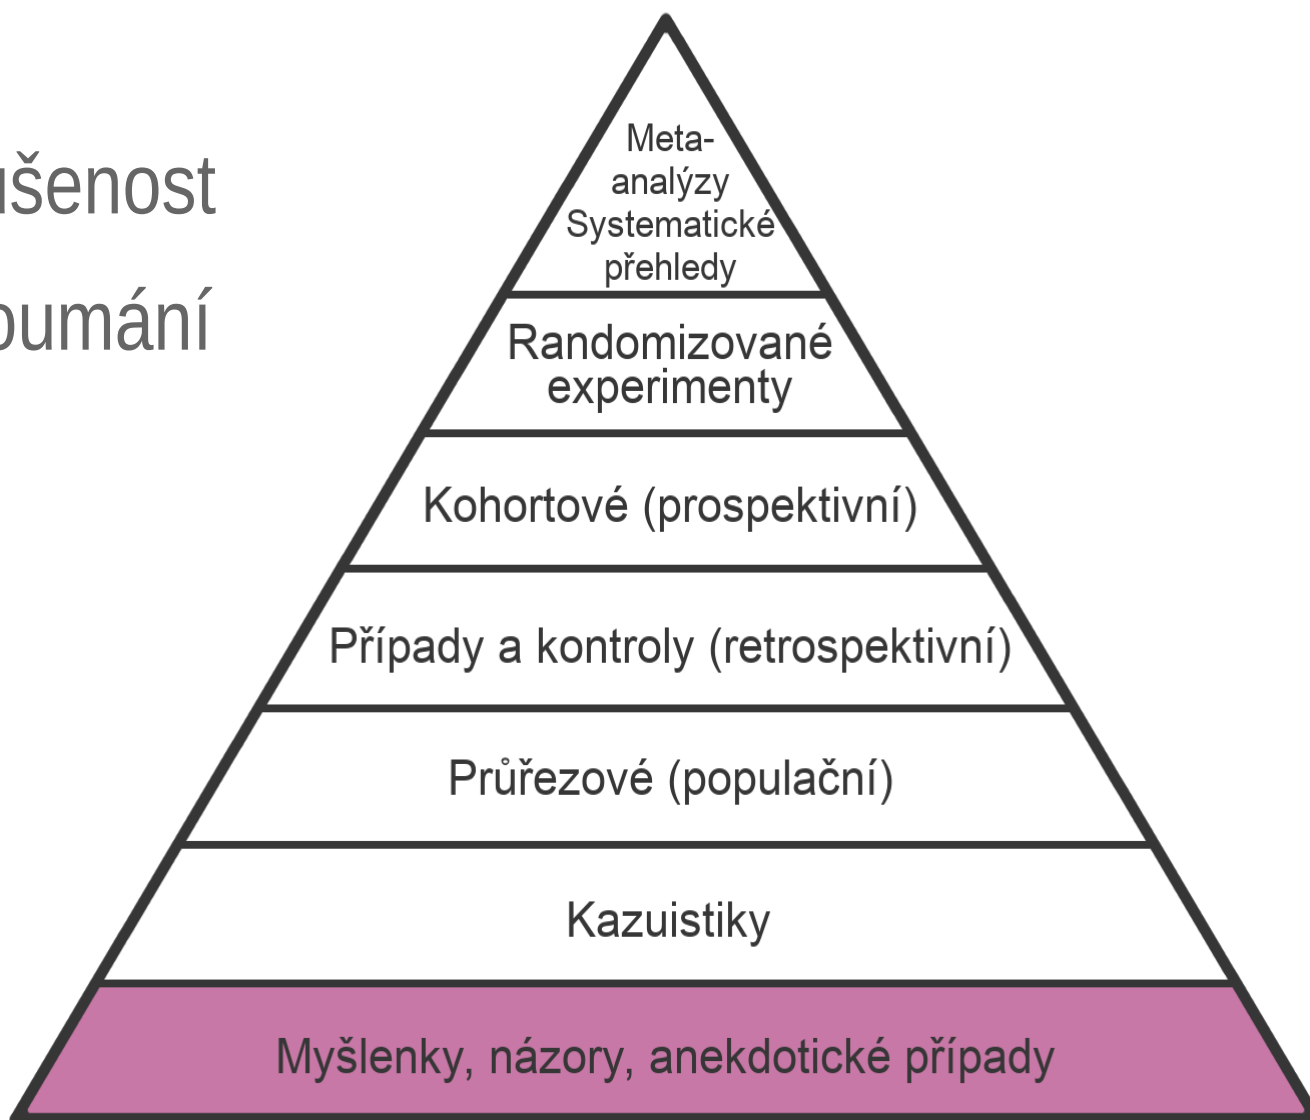 ušenost
oumání
Meta-
analýzy
Systematické
přehledy
Randomizované
experimenty
Kohortové (prospektivní)
Případy a kontroly (retrospektivní)
Průřezové (populační)
Kazuistiky
Myšlenky, názory, anekdotické případy